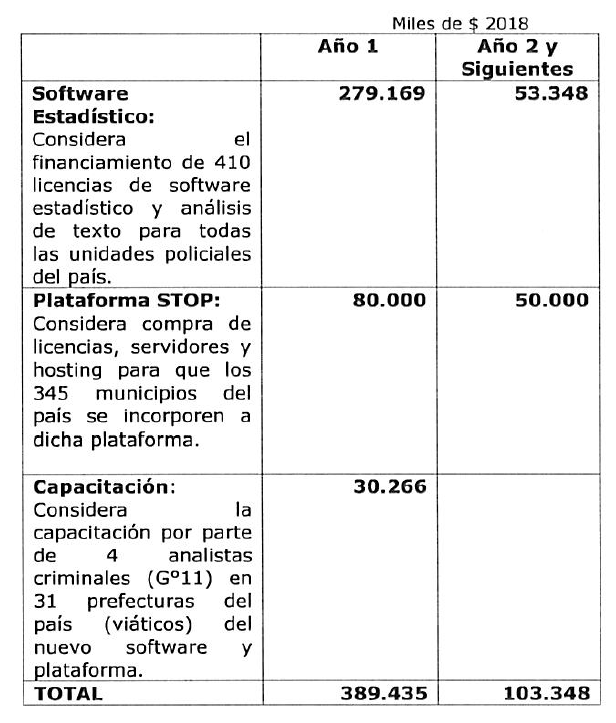 Miles de $ 2018
Año 1 Año 2 y
Siguientes
Software 279.169 53.348
Estadístico:
Considera el
financiamiento de 410
licencias de software
estadístico y análisis
de texto para todas
las unidades policiales
del país.
Plataforma STOP: 80.000 50.000
Considera compra de
licencias, servidores y
hosting para que los
345 municipios del
país se incorporen a
dicha plataforma.
Capacitación: 30.266
Considera la
capacitación por parte
de 4 analistas
criminales (Gº11) en
31 prefecturas del
país (viáticos) del
nuevo software y
plataforma.
TOTAL 389.435 103.348